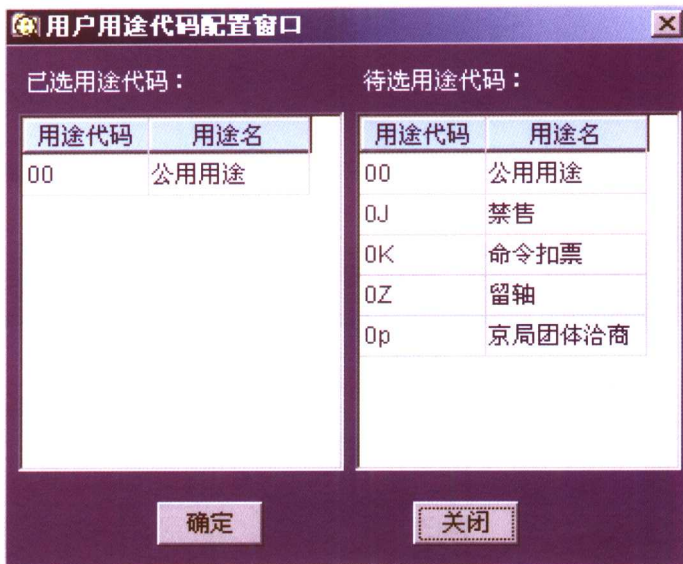 用户用途代码配置窗口
已选用途代码：
待选用途代码：
用途代码 用途名
00 公用用途
用途代码 用途名
00 公用用途
0J 禁售
0K 命令扣票
0Z 留轴
0p 京局团体洽商
确定
关闭